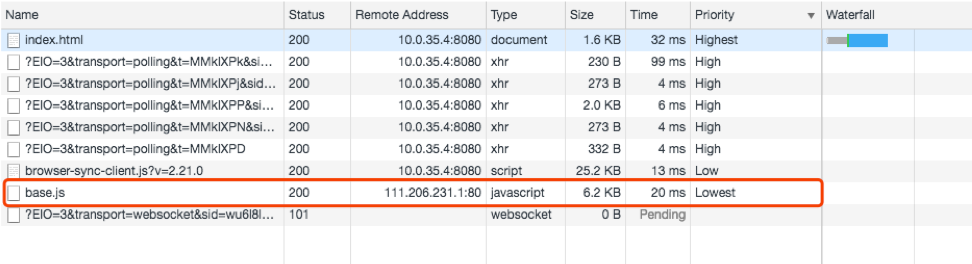 Name Status Remote Address Type Size Time Priority Waterfall
index.html 200 10.0.35.4:8080 document 1.6 KB 32 ms Highest
?EIO=3&transport=polling&t=MMklXPk&si... 200 10.0.35.4:8080 xhr 230 B 99 ms High
?EIO=3&transport=polling&t=MMklXPj&sid... 200 10.0.35.4:8080 xhr 273 B 4 ms High
?EIO=3&transport=polling&t=MMklXPP&si... 200 10.0.35.4:8080 xhr 2.0 KB 6 ms High
?EIO=3&transport=polling&t=MMklXPN&si... 200 10.0.35.4:8080 xhr 273 B 4 ms High
?EIO=3&transport=polling&t=MMklXPD 200 10.0.35.4:8080 xhr 332 B 4 ms High
browser-sync-client.js?v=2.21.0 200 10.0.35.4:8080 script 25.2 KB 13 ms Low
base.js 200 111.206.231.1:80 javascript 6.2 KB 20 ms Lowest
?EIO=3&transport=websocket&sid=wu6l8l... 101 websocket 0 B Pending